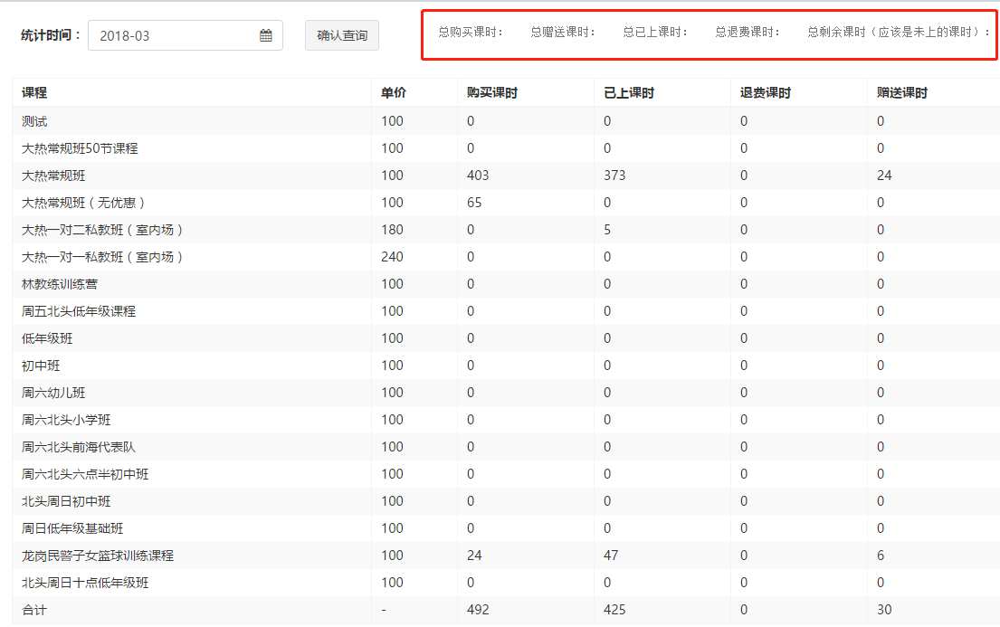 统计时间： 2018-03 确认查询 总购买课时： 总赠送课时： 总已上课时： 总退费课时： 总剩余课时（应该是未上的课时）：
课程 单价 购买课时 已上课时 退费课时 赠送课时
测试 100 0 0 0 0
大热常规班50节课程 100 0 0 0 0
大热常规班 100 403 373 0 24
大热常规班（无优惠） 100 65 0 0 0
大热一对二私教班（室内场） 180 0 5 0 0
大热一对一私教班（室内场） 240 0 0 0 0
林教练训练营 100 0 0 0 0
周五北头低年级课程 100 0 0 0 0
低年级班 100 0 0 0 0
初中班 100 0 0 0 0
周六幼儿班 100 0 0 0 0
周六北头小学班 100 0 0 0 0
周六北头前海代表队 100 0 0 0 0
周六北头六点半初中班 100 0 0 0 0
北头周日初中班 100 0 0 0 0
周日低年级基础班 100 0 0 0 0
龙岗民警子女篮球训练课程 100 24 47 0 6
北头周日十点低年级班 100 0 0 0 0
合计 - 492 425 0 30